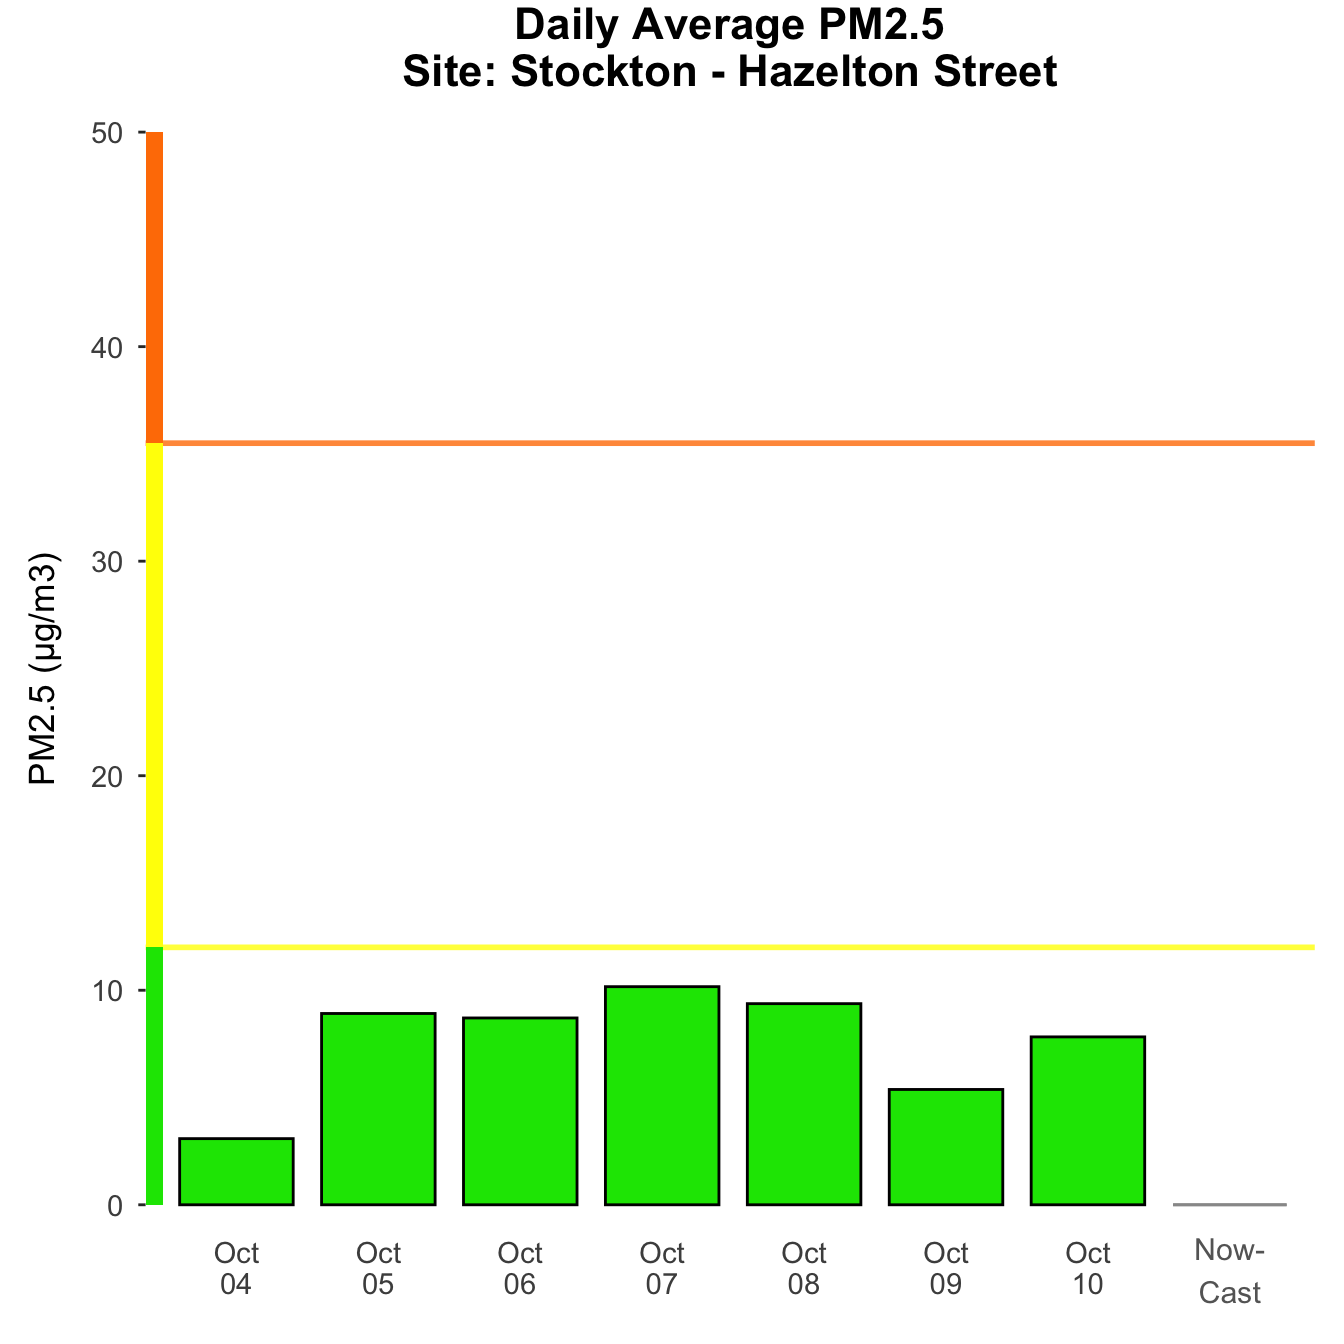 Daily Average PM2.5
Site: Stockton - Hazelton Street
PM2.5 (µg/m3)
50
40
30
20
10
0
Oct
04
Oct
05
Oct
06
Oct
07
Oct
08
Oct
09
Oct
10
Now-
Cast